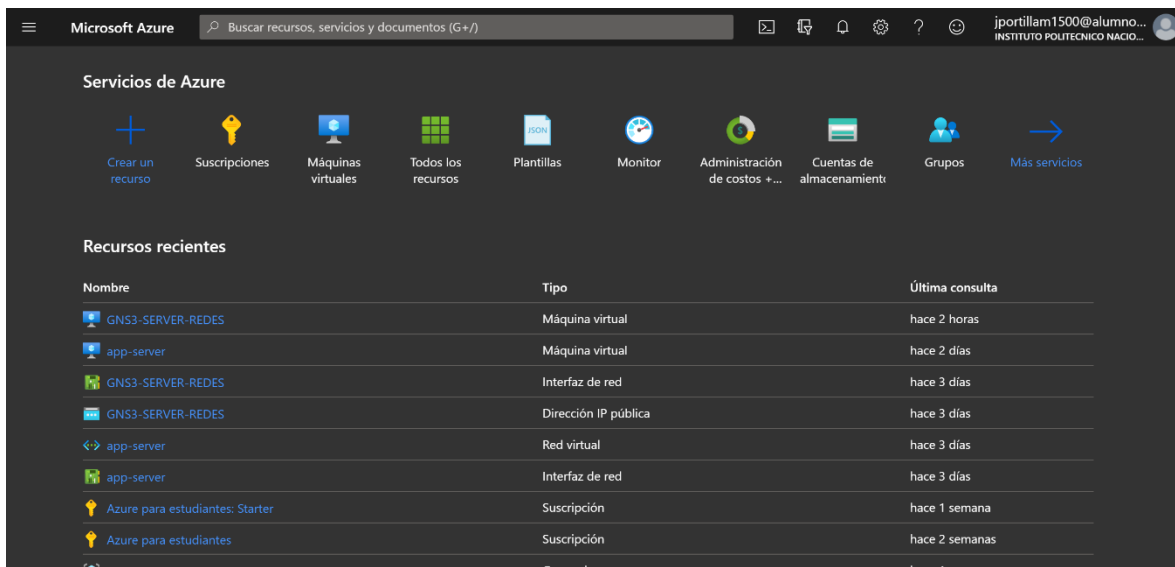 Microsoft Azure
Buscar recursos, servicios y documentos (G+/)
jportillam1500@alumno...
INSTITUTO POLITECNICO NACIO...
Servicios de Azure
Crear un recurso
Suscripciones
Máquinas virtuales
Todos los recursos
JSON
Plantillas
Monitor
Administración de costos +...
Cuentas de almacenamiento
Grupos
Más servicios
Recursos recientes
Nombre Tipo Última consulta
GNS3-SERVER-REDES Máquina virtual hace 2 horas
app-server Máquina virtual hace 2 días
GNS3-SERVER-REDES Interfaz de red hace 3 días
GNS3-SERVER-REDES Dirección IP pública hace 3 días
app-server Red virtual hace 3 días
app-server Interfaz de red hace 3 días
Azure para estudiantes: Starter Suscripción hace 1 semana
Azure para estudiantes Suscripción hace 2 semanas